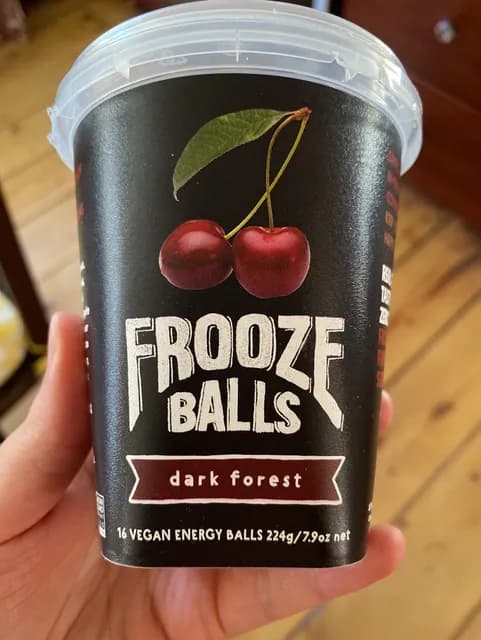 FROOZE
BALLS
dark forest
16 VEGAN ENERGY BALLS 224g/7.9oz net